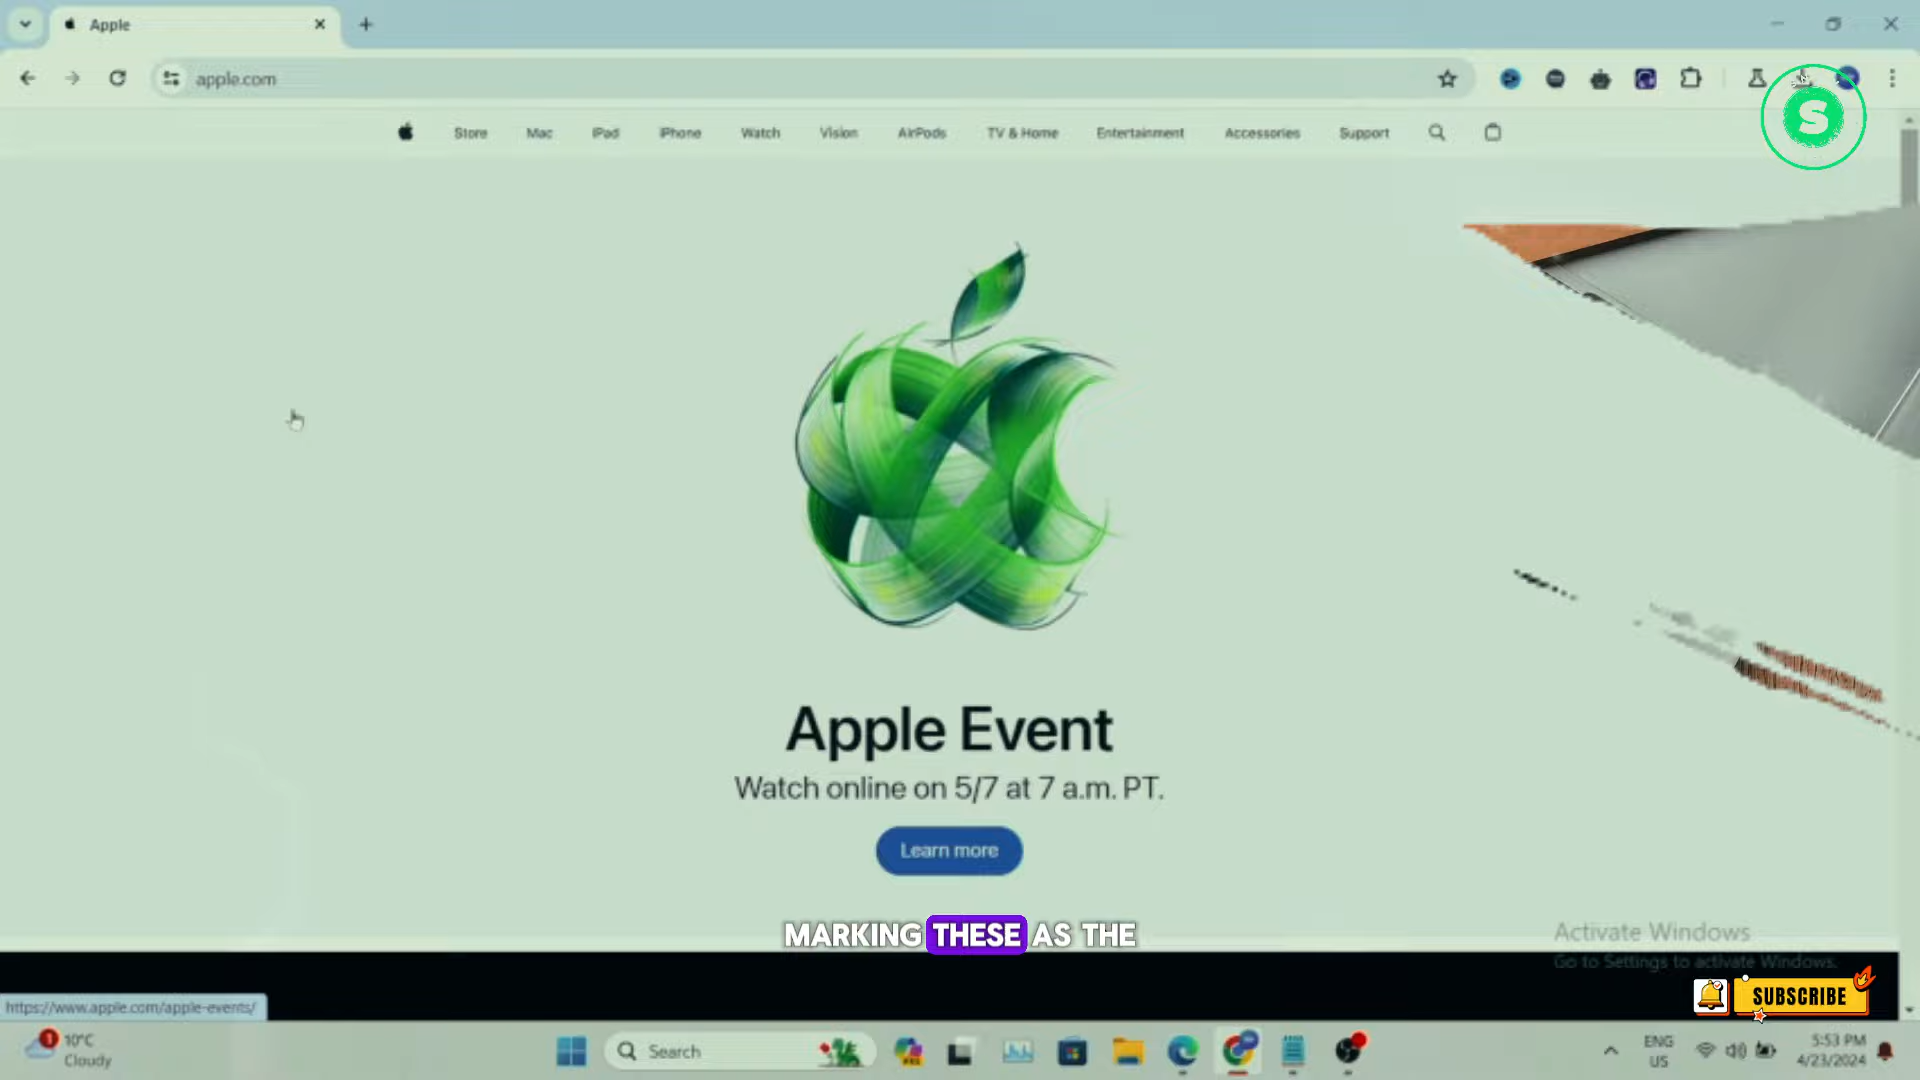 Apple
apple.com
Store Mac iPad iPhone Watch Vision AirPods TV & Home Entertainment Accessories Support
S
Apple Event
Watch online on 5/7 at 7 a.m. PT.
Learn more
MARKING THESE AS THE
Activate Windows
Go to Settings to activate Windows.
SUBSCRIBE
https://www.apple.com/apple-events/
1
10°C
Cloudy
Search
ENG
US
5:53 PM
4/23/2024